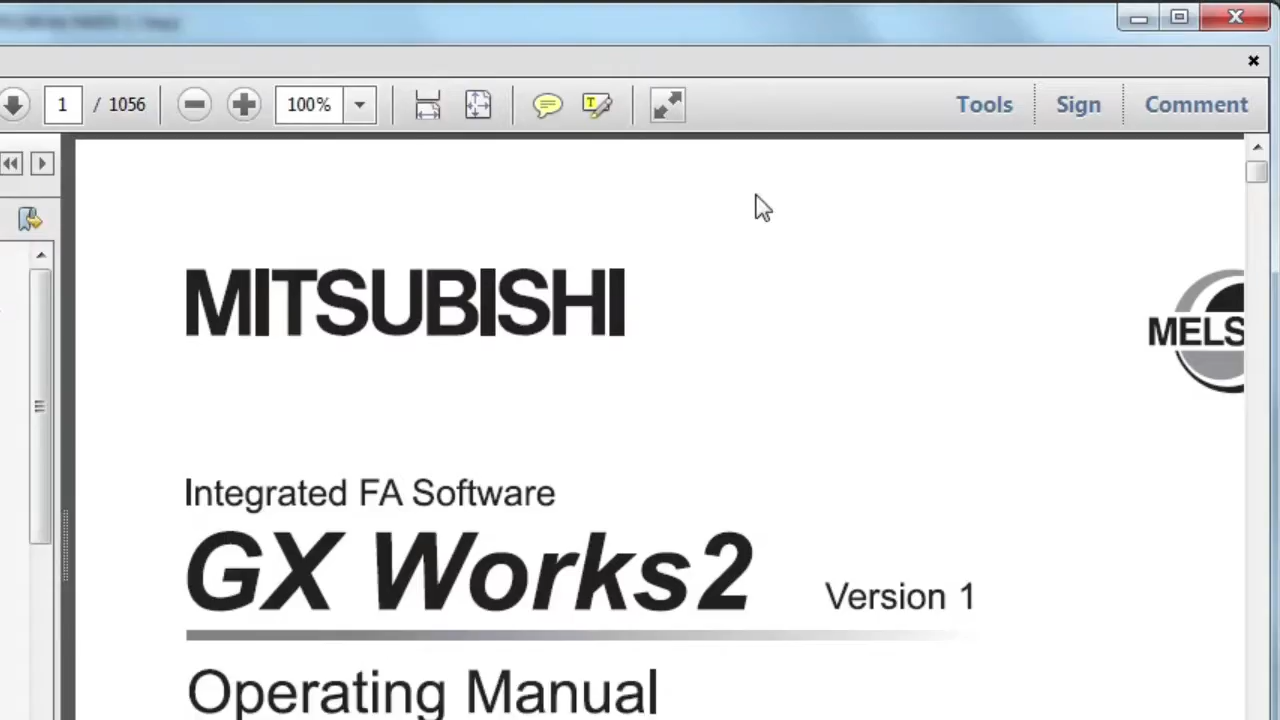 1 / 1056 100% Tools Sign Comment
MITSUBISHI
MELS
Integrated FA Software
GX Works2 Version 1
Operating Manual